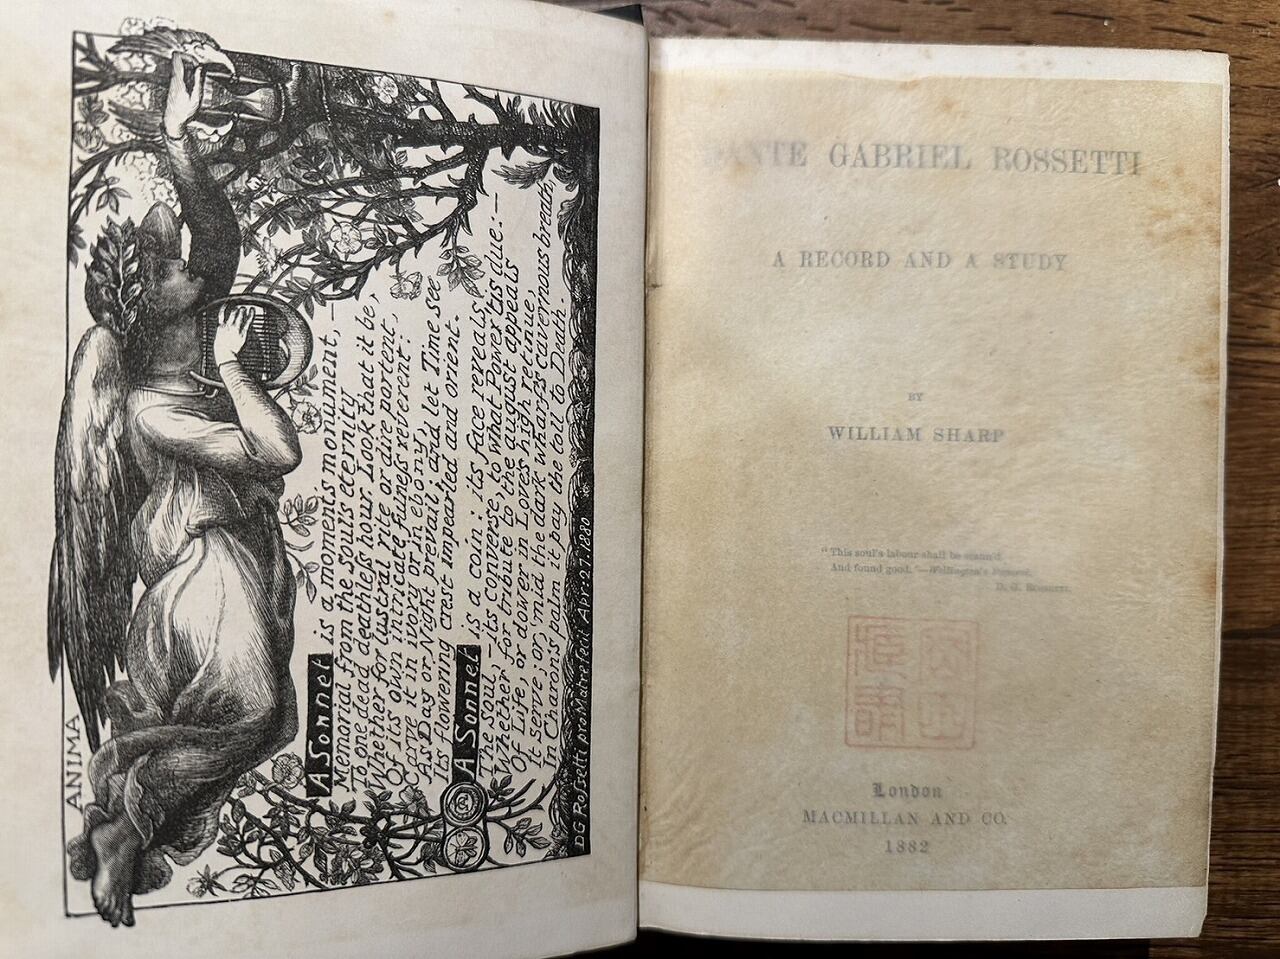 ANIMA
A Sonnet is a moments monument,—
Memorial from the Soul's eternity
To one dead deathleſs hour. Look that it be,
Whether for lustral rite or dire portent,
Of its own intricate fulneſs reverent:
Carve it in ivory or in ebony,
As Day or Night prevail; and let Time see
Its flowering crest impearled and orient.
A Sonnet is a coin: its face reveals
The Soul,—its converse, to what Power 'tis due:—
Whether for tribute to the august appeals
Of Life, or dower in Love's high retinue,
It serve; or, 'mid the dark wharf's cavernous breath,
In Charon's palm it pay the toll to Death.
D G Rossetti pro Matre fecit Apr: 27. 1880
DANTE GABRIEL ROSSETTI
A RECORD AND A STUDY
BY
WILLIAM SHARP
"This soul's labour shall be scann'd
And found good."—Wellington's Funeral.
D. G. Rossetti.
London
MACMILLAN AND CO.
1882